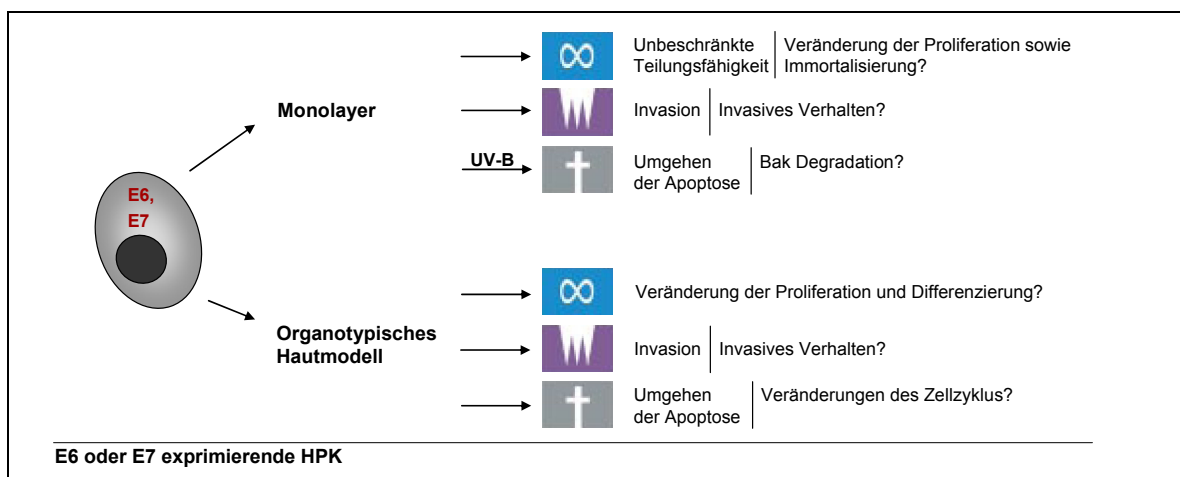 Unbeschränkte
Teilungsfähigkeit
Veränderung der Proliferation sowie
Immortalisierung?
Monolayer
Invasion
Invasives Verhalten?
UV-B
Umgehen
der Apoptose
Bak Degradation?
E6,
E7
Veränderung der Proliferation und Differenzierung?
Organotypisches
Hautmodell
Invasion
Invasives Verhalten?
Umgehen
der Apoptose
Veränderungen des Zellzyklus?
E6 oder E7 exprimierende HPK